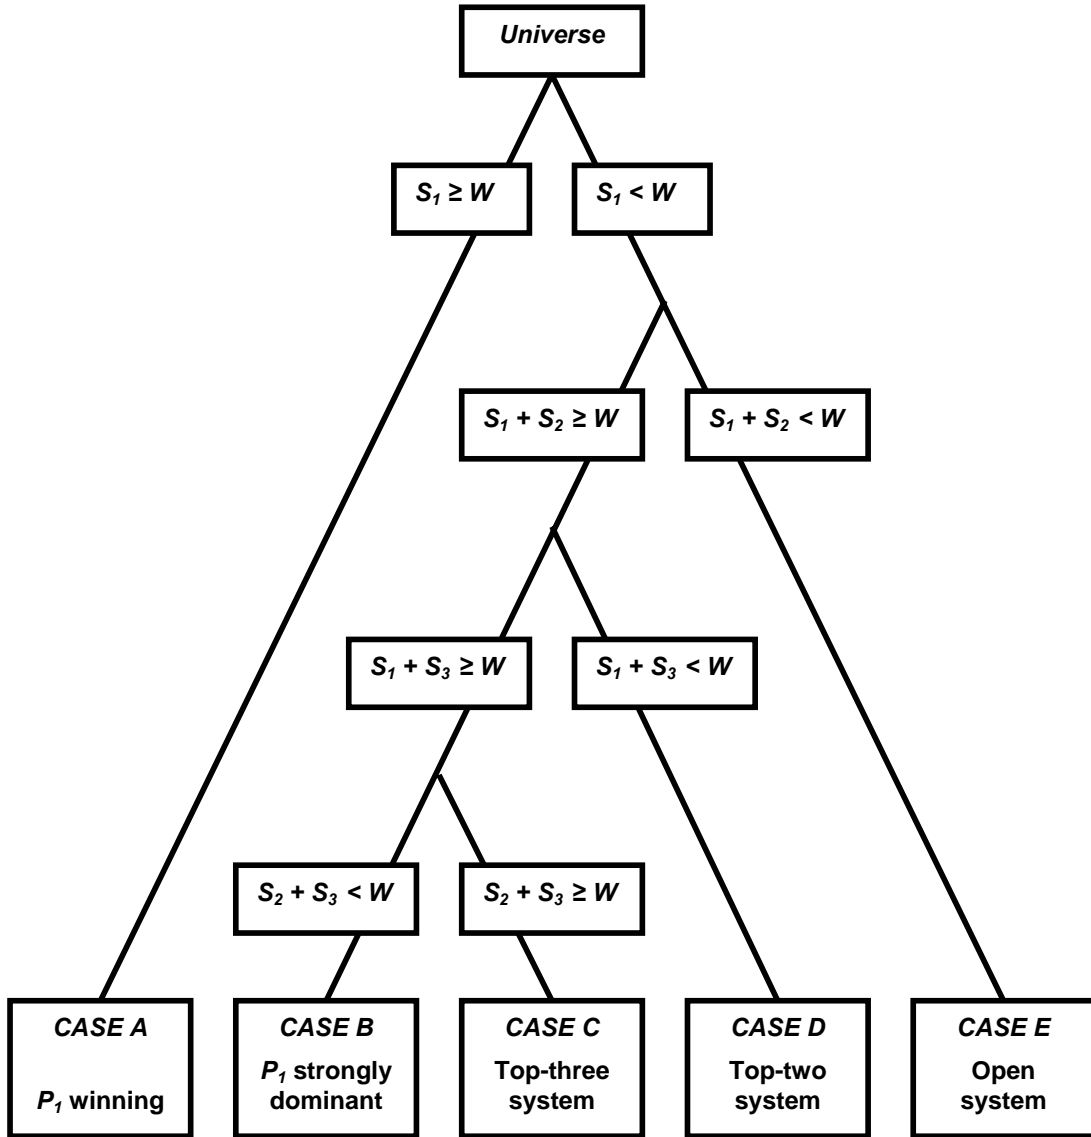 Universe
S₁ ≥ W
S₁ < W
S₁ + S₂ ≥ W
S₁ + S₂ < W
S₁ + S₃ ≥ W
S₁ + S₃ < W
S₂ + S₃ < W
S₂ + S₃ ≥ W
CASE A
P₁ winning
CASE B
P₁ strongly
dominant
CASE C
Top-three
system
CASE D
Top-two
system
CASE E
Open
system